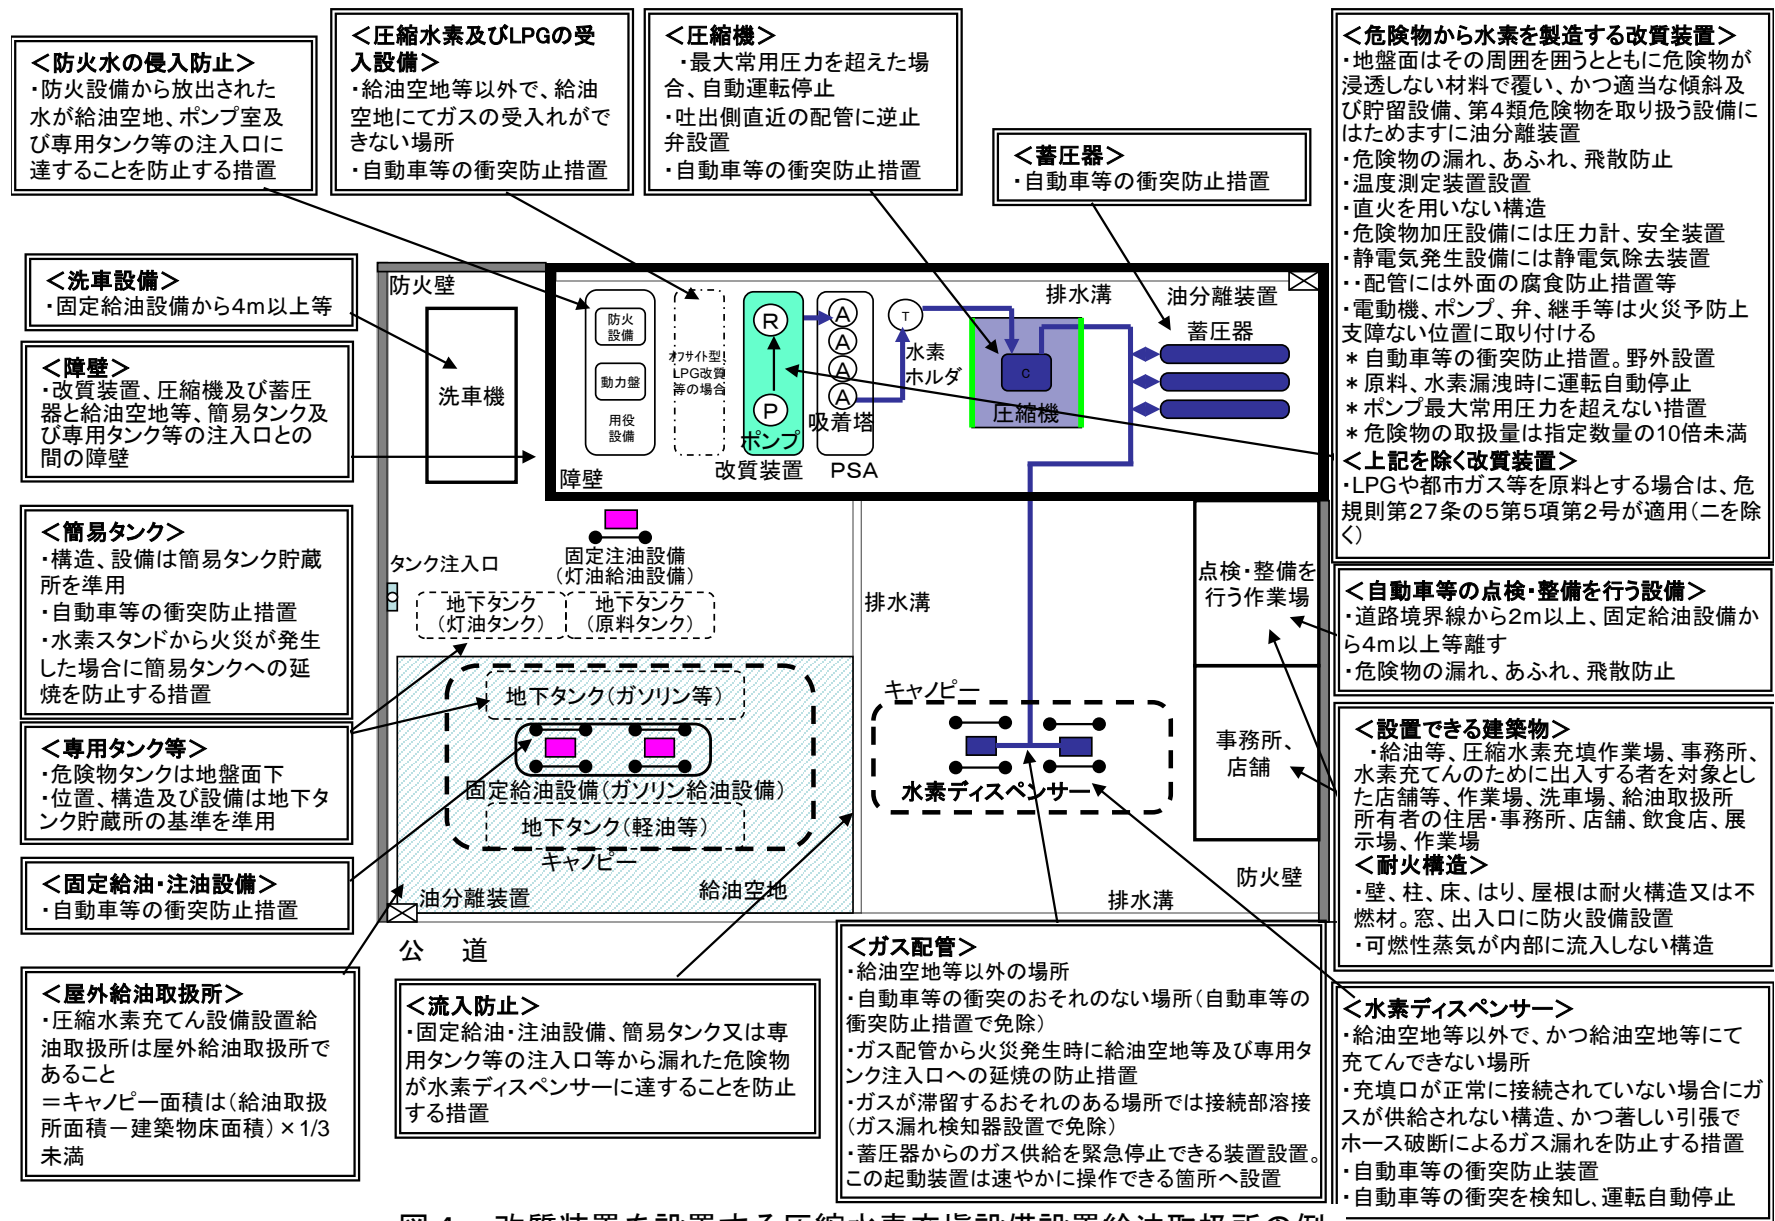 ＜防火水の侵入防止＞
・防火設備から放出された
水が給油空地、ポンプ室及
び専用タンク等の注入口に
達することを防止する措置
＜圧縮水素及びLPGの受
入設備＞
・給油空地等以外で、給油
空地にてガスの受入れがで
きない場所
・自動車等の衝突防止措置
＜圧縮機＞
・最大常用圧力を超えた場
合、自動運転停止
・吐出側直近の配管に逆止
弁設置
・自動車等の衝突防止措置
＜蓄圧器＞
・自動車等の衝突防止措置
＜危険物から水素を製造する改質装置＞
・地盤面はその周囲を囲うとともに危険物が
浸透しない材料で覆い、かつ適当な傾斜及
び貯留設備、第４類危険物を取り扱う設備に
はためますに油分離装置
・危険物の漏れ、あふれ、飛散防止
・温度測定装置設置
・直火を用いない構造
・危険物加圧設備には圧力計、安全装置
・静電気発生設備には静電気除去装置
・・配管には外面の腐食防止措置等
・電動機、ポンプ、弁、継手等は火災予防上
支障ない位置に取り付ける
＊自動車等の衝突防止措置。野外設置
＊原料、水素漏洩時に運転自動停止
＊ポンプ最大常用圧力を超えない措置
＊危険物の取扱量は指定数量の10倍未満
＜上記を除く改質装置＞
・LPGや都市ガス等を原料とする場合は、危
規則第２７条の５第５項第２号が適用（ニを除
く）
＜洗車設備＞
・固定給油設備から４ｍ以上等
＜障壁＞
・改質装置、圧縮機及び蓄圧
器と給油空地等、簡易タンク及
び専用タンク等の注入口との
間の障壁
＜簡易タンク＞
・構造、設備は簡易タンク貯蔵
所を準用
・自動車等の衝突防止措置
・水素スタンドから火災が発生
した場合に簡易タンクへの延
焼を防止する措置
＜専用タンク等＞
・危険物タンクは地盤面下
・位置、構造及び設備は地下タ
ンク貯蔵所の基準を準用
＜固定給油・注油設備＞
・自動車等の衝突防止措置
＜屋外給油取扱所＞
・圧縮水素充てん設備設置給
油取扱所は屋外給油取扱所で
あること
＝キャノピー面積は（給油取扱
所面積－建築物床面積）×1/3
未満
防火壁
洗車機
防火
設備
動力盤
用役
設備
オフサイト型、
LPG改質
等の場合
R
P
ポンプ
改質装置
A
A
A
A
吸着塔
PSA
T
水素
ホルダ
C
圧縮機
排水溝
油分離装置
蓄圧器
障壁
タンク注入口
固定注油設備
（灯油給油設備）
地下タンク
（灯油タンク）
地下タンク
（原料タンク）
排水溝
地下タンク（ガソリン等）
固定給油設備（ガソリン給油設備）
地下タンク（軽油等）
キャノピー
油分離装置
給油空地
キャノピー
水素ディスペンサー
点検・整備を
行う作業場
事務所、
店舗
防火壁
排水溝
公 道
＜自動車等の点検・整備を行う設備＞
・道路境界線から２ｍ以上、固定給油設備か
ら４ｍ以上等離す
・危険物の漏れ、あふれ、飛散防止
＜設置できる建築物＞
・給油等、圧縮水素充填作業場、事務所、
水素充てんのために出入する者を対象とし
た店舗等、作業場、洗車場、給油取扱所
所有者の住居・事務所、店舗、飲食店、展
示場、作業場
＜耐火構造＞
・壁、柱、床、はり、屋根は耐火構造又は不
燃材。窓、出入口に防火設備設置
・可燃性蒸気が内部に流入しない構造
＜流入防止＞
・固定給油・注油設備、簡易タンク又は専
用タンク等の注入口等から漏れた危険物
が水素ディスペンサーに達することを防止
する措置
＜ガス配管＞
・給油空地等以外の場所
・自動車等の衝突のおそれのない場所（自動車等の
衝突防止措置で免除）
・ガス配管から火災発生時に給油空地等及び専用タ
ンク注入口への延焼の防止措置
・ガスが滞留するおそれのある場所では接続部溶接
（ガス漏れ検知器設置で免除）
・蓄圧器からのガス供給を緊急停止できる装置設置。
この起動装置は速やかに操作できる箇所へ設置
＜水素ディスペンサー＞
・給油空地等以外で、かつ給油空地等にて
充てんできない場所
・充填口が正常に接続されていない場合にガ
スが供給されない構造、かつ著しい引張で
ホース破断によるガス漏れを防止する措置
・自動車等の衝突防止装置
・自動車等の衝突を検知し、運転自動停止
図４ 改質装置を設置する圧縮水素充塡設備設置給油取扱所の例